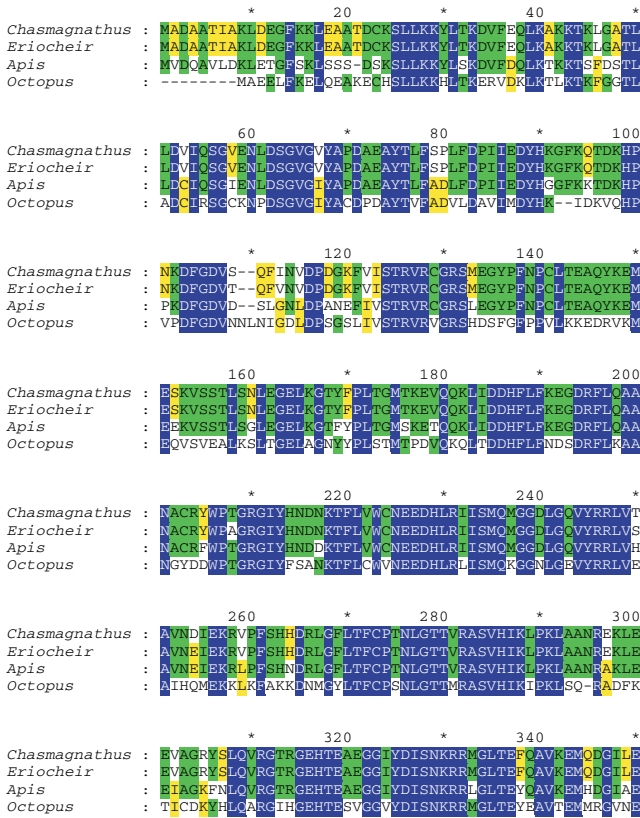 * 20 * 40 *
Chasmagnathus : MADAATIAKLDEGFKKLEAATDCKSLLKKYLTKDVFEQLKAKKTKLGATL
Eriocheir : MADAATIAKLDEGFKKLEAATDCKSLLKKYLTKDVFEQLKAKKTKLGATL
Apis : MVDQAVLDKLETGFSKLSSS-DSKSLLKKYLSKDVFDQLKTKKTSFDSTL
Octopus : --------MAEELFKELQEAKECHSLLKKHLTKERVDKLKTLKTKFGGTL
60 * 80 * 100
Chasmagnathus : LDVIQSGVENLDSGVGVYAPDAEAYTLFSPLFDPIIEDYHKGFKQTDKHP
Eriocheir : LDVIQSGVENLDSGVGVYAPDAEAYTLFSPLFDPIIEDYHKGFKQTDKHP
Apis : LDCIQSGIENLDSGVGIYAPDAEAYTLFADLFDPIIEDYHGGFKKTDKHP
Octopus : ADCIRSGCKNPDSGVGIYACDPDAYTVFADVLDAVIMDYHK--IDKVQHP
* 120 * 140 *
Chasmagnathus : NKDFGDVS--QFINVDPDGKFVISTRVRCGRSMEGYPFNPCLTEAQYKEM
Eriocheir : NKDFGDVT--QFVNVDPDGKFVISTRVRCGRSMEGYPFNPCLTEAQYKEM
Apis : PKDFGDVD--SLGNLDPANEFIVSTRVRCGRSLEGYPFNPCLTEAQYKEM
Octopus : VPDFGDVNNLNIGDLDPSGSLIVSTRVRVGRSHDSFGFPPVLKKEDRVKM
160 * 180 * 200
Chasmagnathus : ESKVSSTLSNLEGELKGTYFPLTGMTKEVQQKLIDDHFLFKEGDRFLQAA
Eriocheir : ESKVSSTLSNLEGELKGTYFPLTGMTKEVQQKLIDDHFLFKEGDRFLQAA
Apis : EEKVSSTLSGLEGELKGTFYPLTGMSKETQQKLIDDHFLFKEGDRFLQAA
Octopus : EQVSVEALKSLTGELAGNYYPLSTMTPDVQKQLTDDHFLFNDSDRFLKAA
* 220 * 240 *
Chasmagnathus : NACRYWPTGRGIYHNDNKTFLVWCNEEDHLRIISMQMGGDLGQVYRRLVT
Eriocheir : NACRYWPAGRGIYHNDNKTFLVWCNEEDHLRIISMQMGGDLGQVYRRLVS
Apis : NACRFWPTGRGIYHNDDKTFLVWCNEEDHLRIISMQMGGDLGQVYRRLVH
Octopus : NGYDDWPTGRGIYFSANKTFLCWVNEEDHLRLISMQKGGNLGEVYRRLVE
260 * 280 * 300
Chasmagnathus : AVNDIEKRVPFSHHDRLGFLTFCPTNLGTTVRASVHIKLPKLAANREKLE
Eriocheir : AVNEIEKRVPFSHHDRLGFLTFCPTNLGTTVRASVHIKLPKLAANREKLE
Apis : AVNEIEKRLPFSHNDRLGFLTFCPTNLGTTVRASVHIKLPKLAANRAKLE
Octopus : AIHQMEKKLKFAKKDNMGYLTFCPSNLGTTMRASVHIKIPKLSQ-RADFK
* 320 * 340 *
Chasmagnathus : EVAGRYSLQVRGTRGEHTEAEGGIYDISNKRRMGLTEFQAVKEMQDGILE
Eriocheir : EVAGRYSLQVRGTRGEHTEAEGGIYDISNKRRMGLTEFQAVKEMQDGILE
Apis : EIAGKFNLQVRGTRGEHTEAEGGIYDISNKRRLGLTEYQAVKEMHDGIAE
Octopus : TICDKYHLQARGIHGEHTESVGGVYDISNKRRMGLTEYEAVTEMMRGVNE